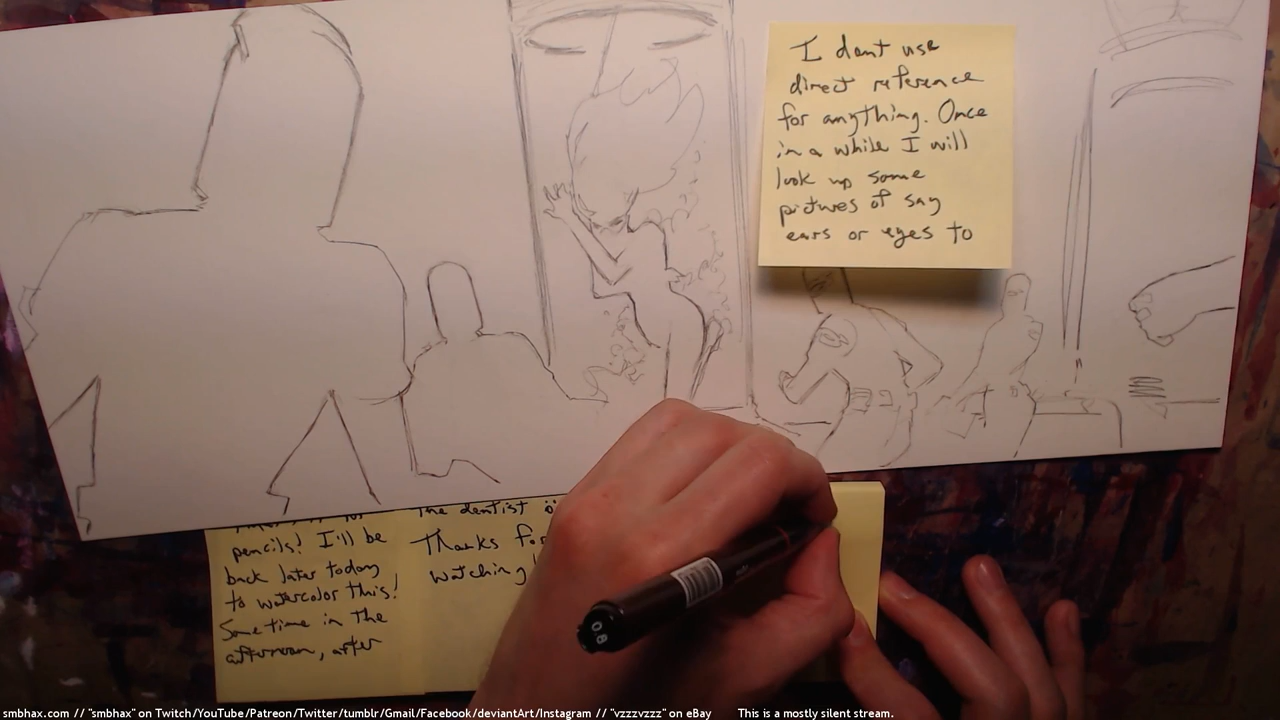 I dont use
direct reference
for anything. Once
in a while I will
look up some
pictures of say
ears or eyes to
pencils! I'll be
back later today
to watercolor this!
Sometime in the
afternoon, after
The dentist
Thanks for
watching!
08
smbhax.com // "smbhax" on Twitch/YouTube/Patreon/Twitter/tumblr/Gmail/Facebook/deviantArt/Instagram // "vzzzvzzz" on eBay
This is a mostly silent stream.